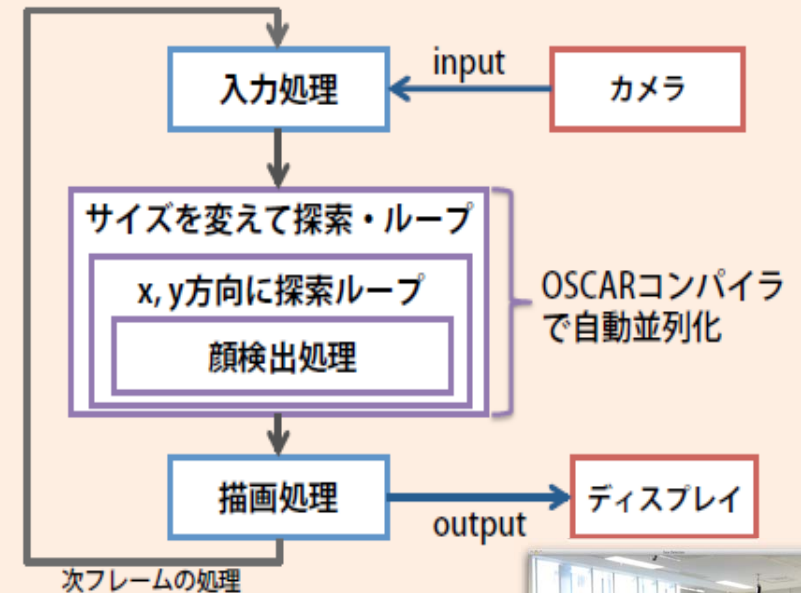 入力処理
input
カメラ
サイズを変えて探索・ループ
x, y方向に探索ループ
顔検出処理
OSCARコンパイラ
で自動並列化
描画処理
output
ディスプレイ
次フレームの処理